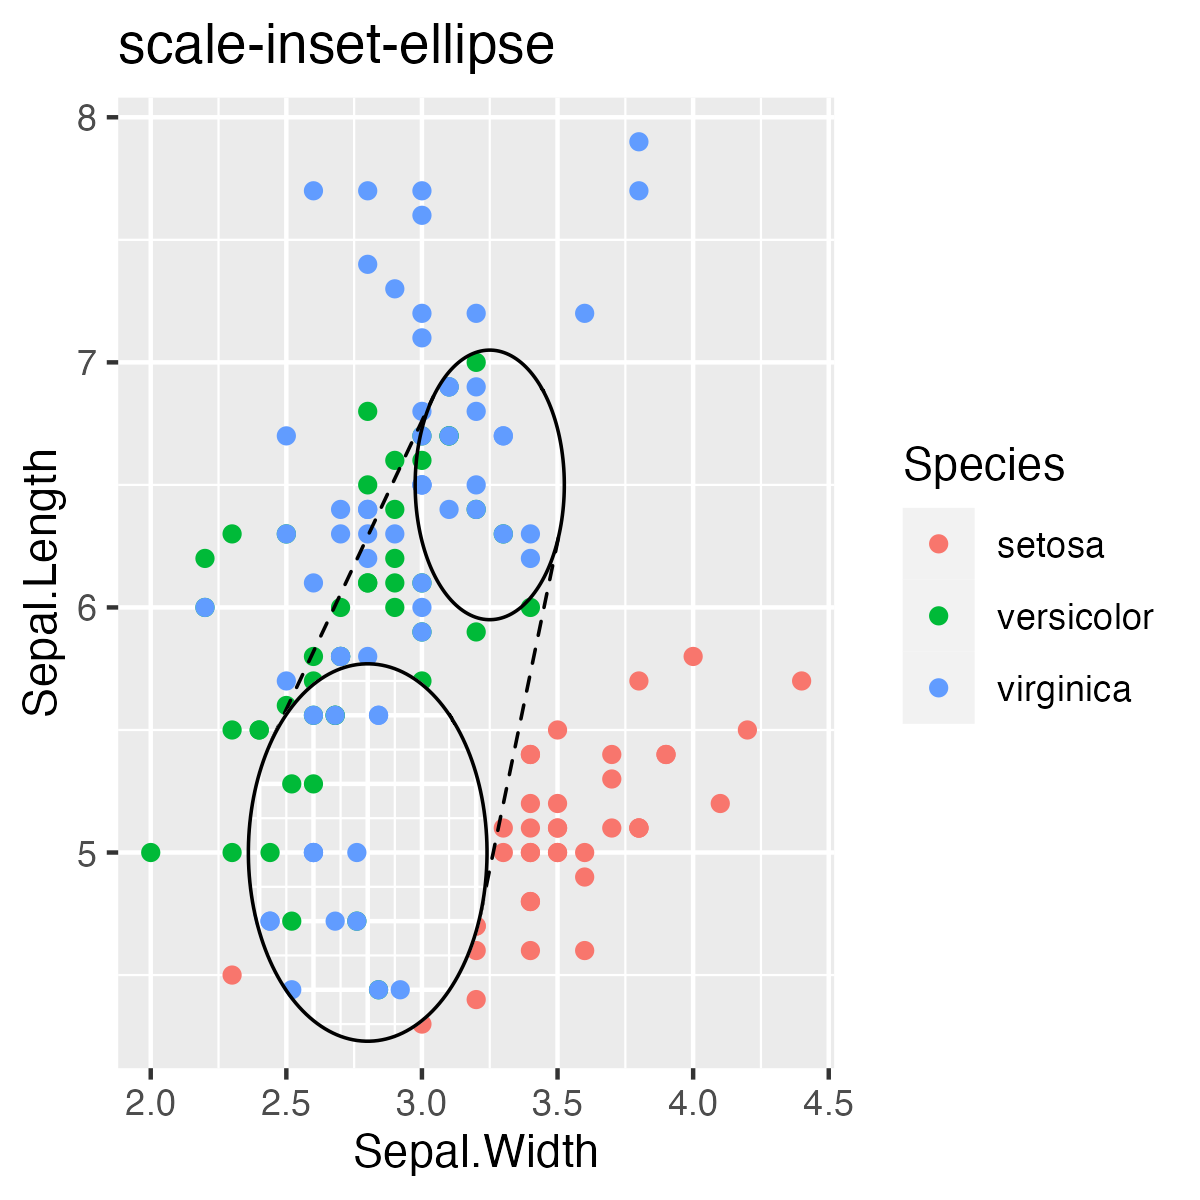 scale-inset-ellipse
Sepal.Length
8
7
6
5
2.0 2.5 3.0 3.5 4.0 4.5
Sepal.Width
Species
setosa
versicolor
virginica